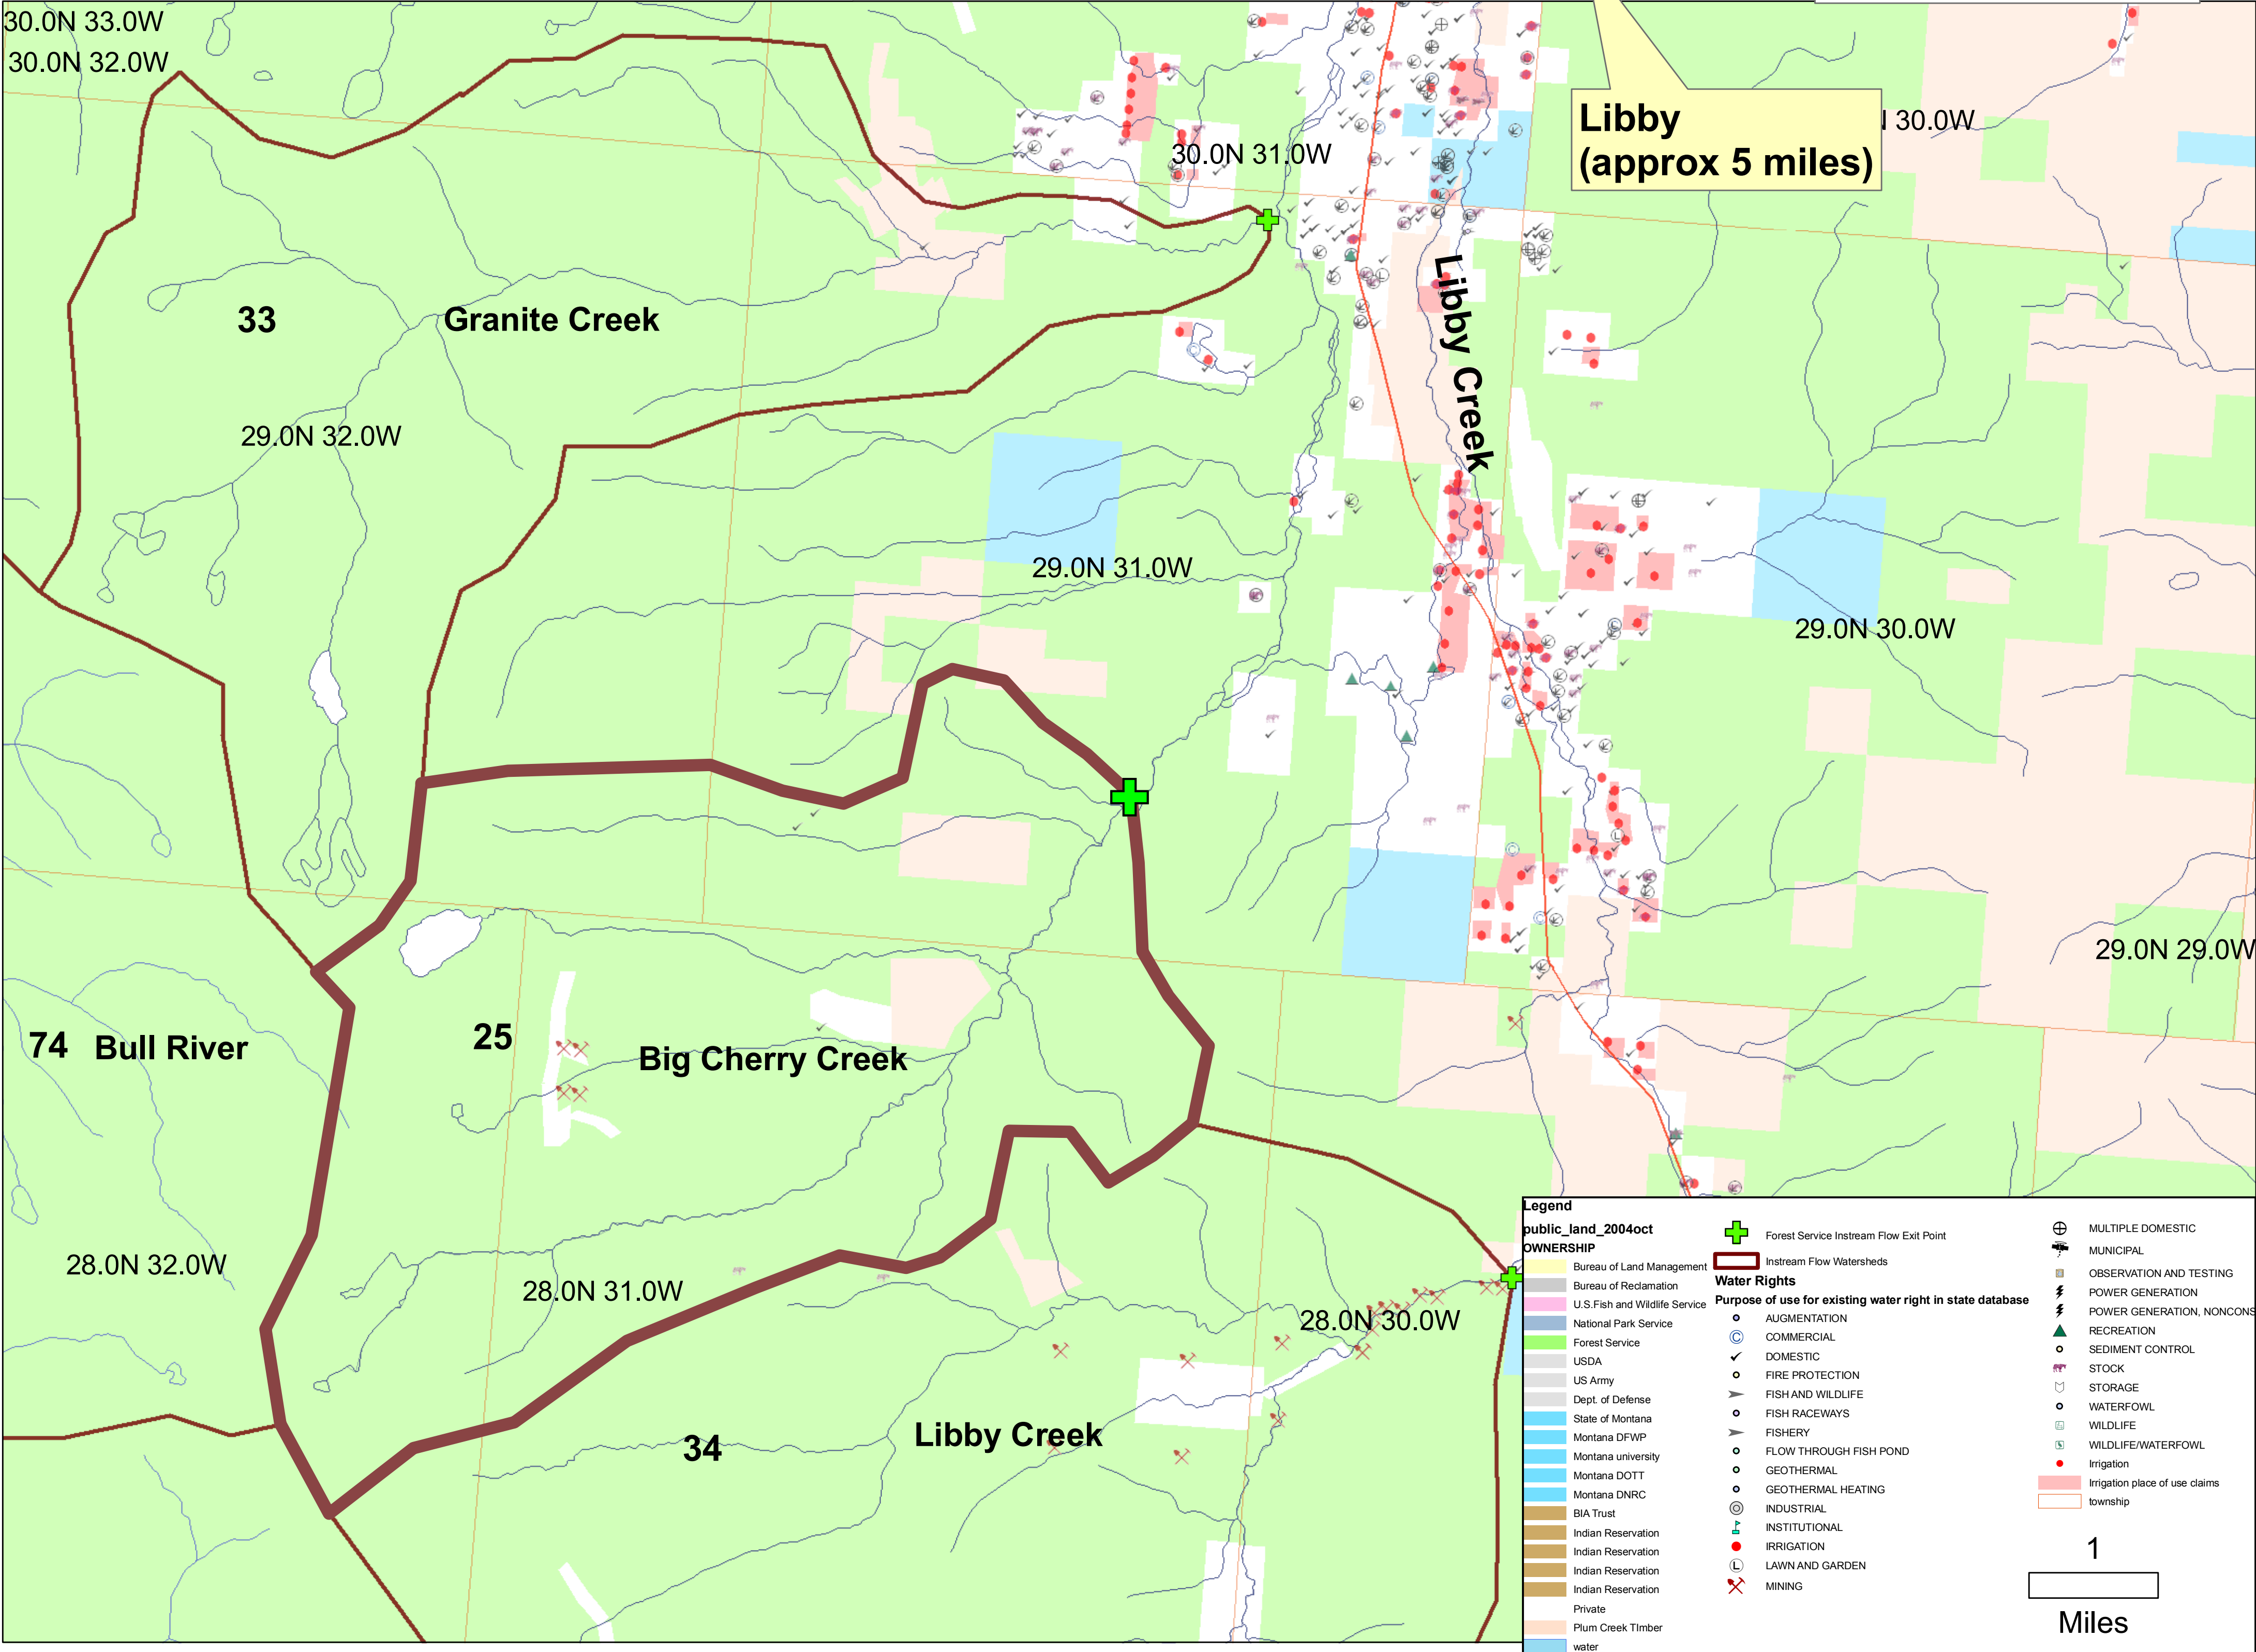 30.0N 33.0W
30.0N 32.0W
Libby
(approx 5 miles)
30.0W
30.0N 31.0W
Libby Creek
33
Granite Creek
29.0N 32.0W
29.0N 31.0W
29.0N 30.0W
29.0N 29.0W
74 Bull River
25
Big Cherry Creek
28.0N 32.0W
28.0N 31.0W
28.0N 30.0W
34
Libby Creek
Legend
public_land_2004oct
OWNERSHIP
Bureau of Land Management
Bureau of Reclamation
U.S.Fish and Wildlife Service
National Park Service
Forest Service
USDA
US Army
Dept. of Defense
State of Montana
Montana DFWP
Montana university
Montana DOTT
Montana DNRC
BIA Trust
Indian Reservation
Indian Reservation
Indian Reservation
Indian Reservation
Private
Plum Creek TImber
water
Forest Service Instream Flow Exit Point
Instream Flow Watersheds
Water Rights
Purpose of use for existing water right in state database
AUGMENTATION
COMMERCIAL
DOMESTIC
FIRE PROTECTION
FISH AND WILDLIFE
FISH RACEWAYS
FISHERY
FLOW THROUGH FISH POND
GEOTHERMAL
GEOTHERMAL HEATING
INDUSTRIAL
INSTITUTIONAL
IRRIGATION
LAWN AND GARDEN
MINING
MULTIPLE DOMESTIC
MUNICIPAL
OBSERVATION AND TESTING
POWER GENERATION
POWER GENERATION, NONCONS
RECREATION
SEDIMENT CONTROL
STOCK
STORAGE
WATERFOWL
WILDLIFE
WILDLIFE/WATERFOWL
Irrigation
Irrigation place of use claims
township
1
Miles